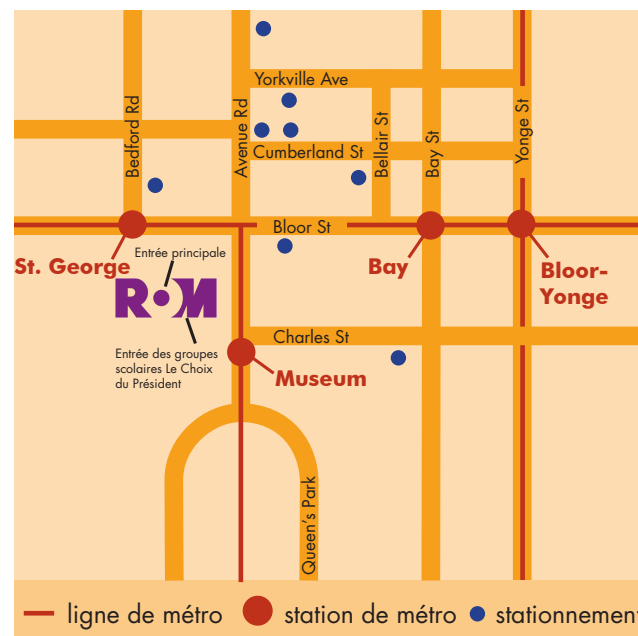 Yorkville Ave
Bedford Rd
Avenue Rd
Bellair St
Bay St
Yonge St
Cumberland St
Bloor St
St. George
Entrée principale
Bay
Bloor-
Yonge
ROM
Charles St
Entrée des groupes
scolaires Le Choix
du Président
Museum
Queen's Park
ligne de métro
station de métro
stationnement